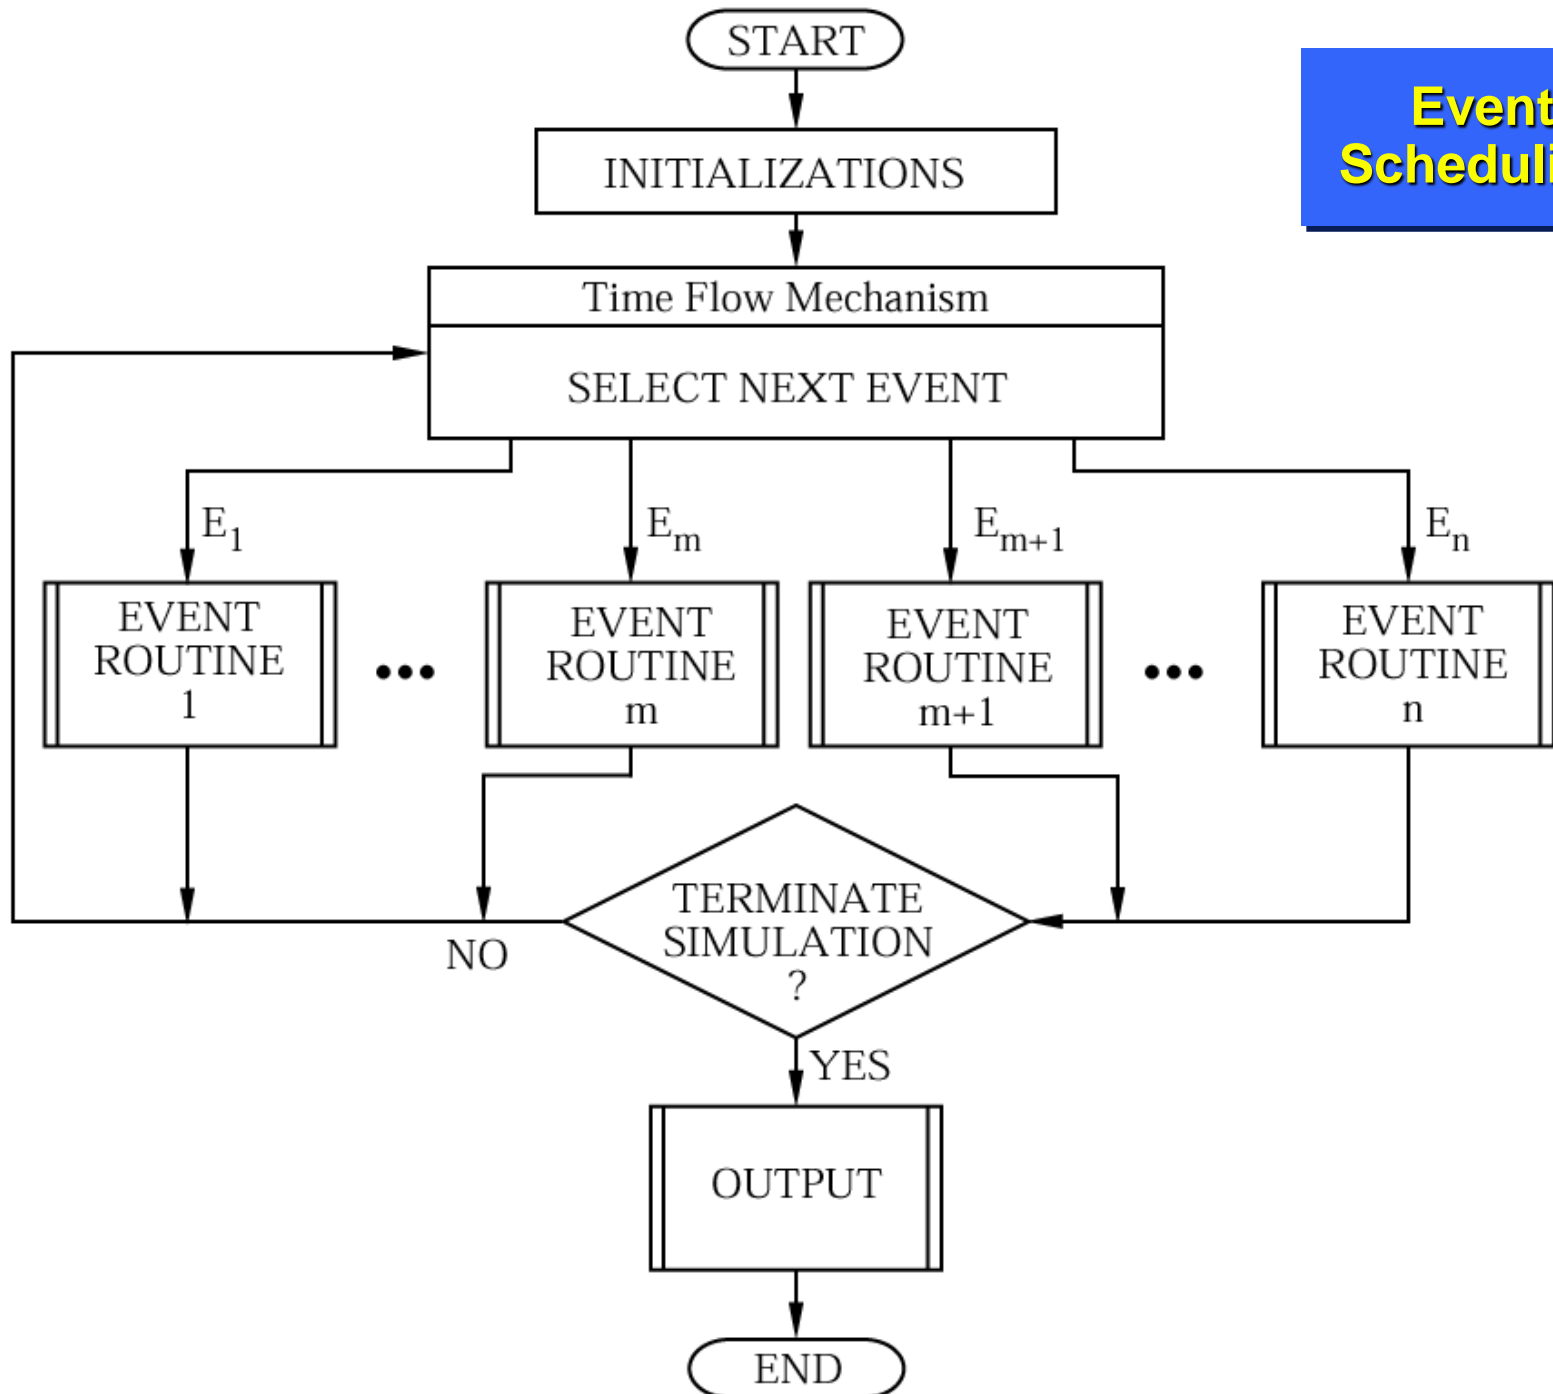 START
Event
Scheduli
INITIALIZATIONS
Time Flow Mechanism
SELECT NEXT EVENT
E1
Em
Em+1
En
EVENT
ROUTINE
1
EVENT
ROUTINE
m
EVENT
ROUTINE
m+1
EVENT
ROUTINE
n
TERMINATE
SIMULATION
?
NO
YES
OUTPUT
END